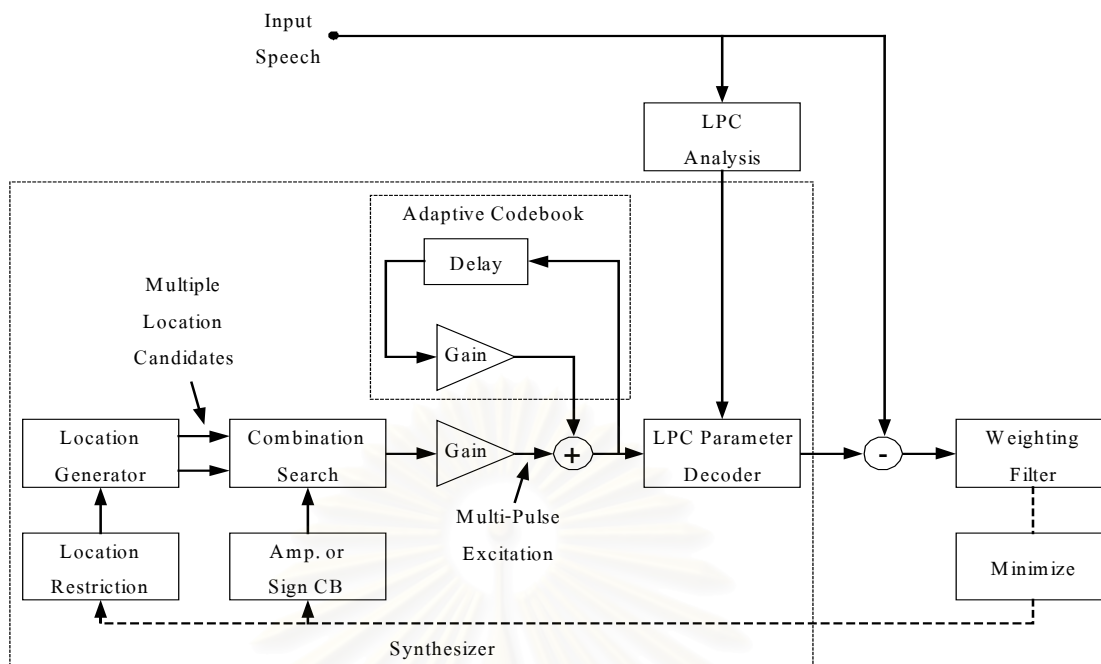 Input
Speech
LPC
Analysis
Adaptive Codebook
Delay
Gain
Multiple
Location
Candidates
Location
Generator
Combination
Search
Gain
+
LPC Parameter
Decoder
-
Weighting
Filter
Multi-Pulse
Excitation
Location
Restriction
Amp. or
Sign CB
Minimize
Synthesizer